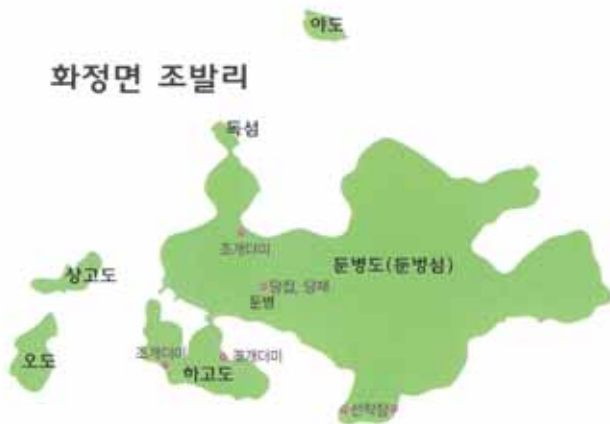 야도
화정면 조발리
독섬
조개더미
둔병도(둔병섬)
상고도
당집, 당재
둔병
조개더미
조개더미
오도
하고도
선착장